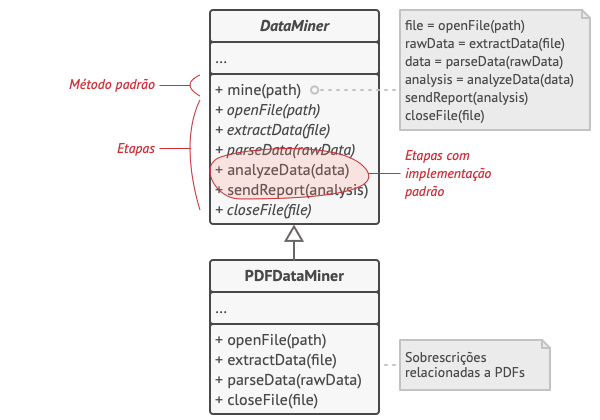 DataMiner
...
+ mine(path)
+ openFile(path)
+ extractData(file)
+ parseData(rawData)
+ analyzeData(data)
+ sendReport(analysis)
+ closeFile(file)
Método padrão
Etapas
file = openFile(path)
rawData = extractData(file)
data = parseData(rawData)
analysis = analyzeData(data)
sendReport(analysis)
closeFile(file)
Etapas com
implementação
padrão
PDFDataMiner
...
+ openFile(path)
+ extractData(file)
+ parseData(rawData)
+ closeFile(file)
Sobrescrições
relacionadas a PDFs